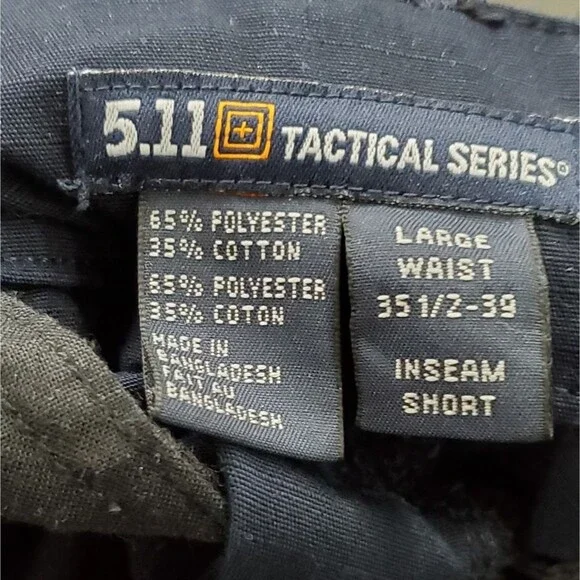 5.11 TACTICAL SERIES®
65% POLYESTER
35% COTTON
65% POLYESTER
35% COTON
MADE IN
BANGLADESH
FAIT AU
BANGLADESH
LARGE
WAIST
35 1/2-39
INSEAM
SHORT